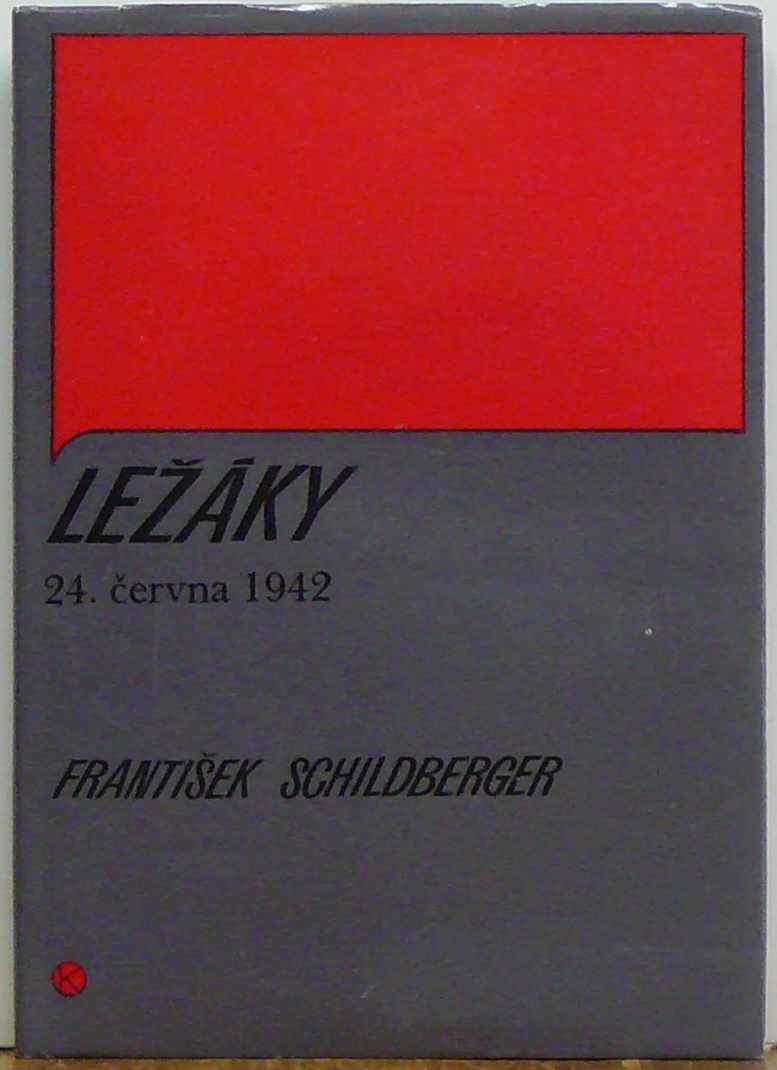 LEŽÁKY
24. června 1942
FRANTIŠEK SCHILDBERGER
K